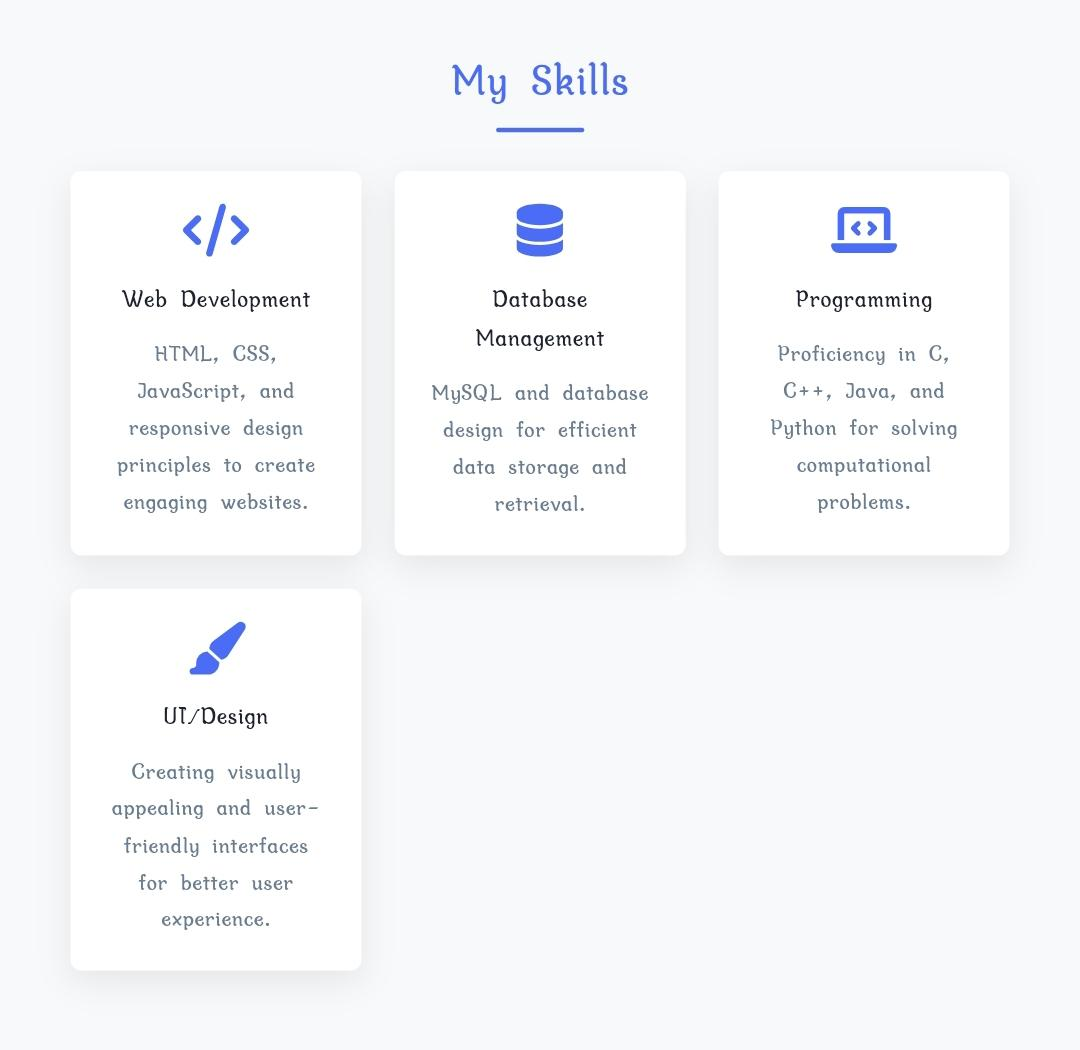 My Skills
Web Development
HTML, CSS,
JavaScript, and
responsive design
principles to create
engaging websites.
Database
Management
MySQL and database
design for efficient
data storage and
retrieval.
Programming
Proficiency in C,
C++, Java, and
Python for solving
computational
problems.
UI/Design
Creating visually
appealing and user-
friendly interfaces
for better user
experience.